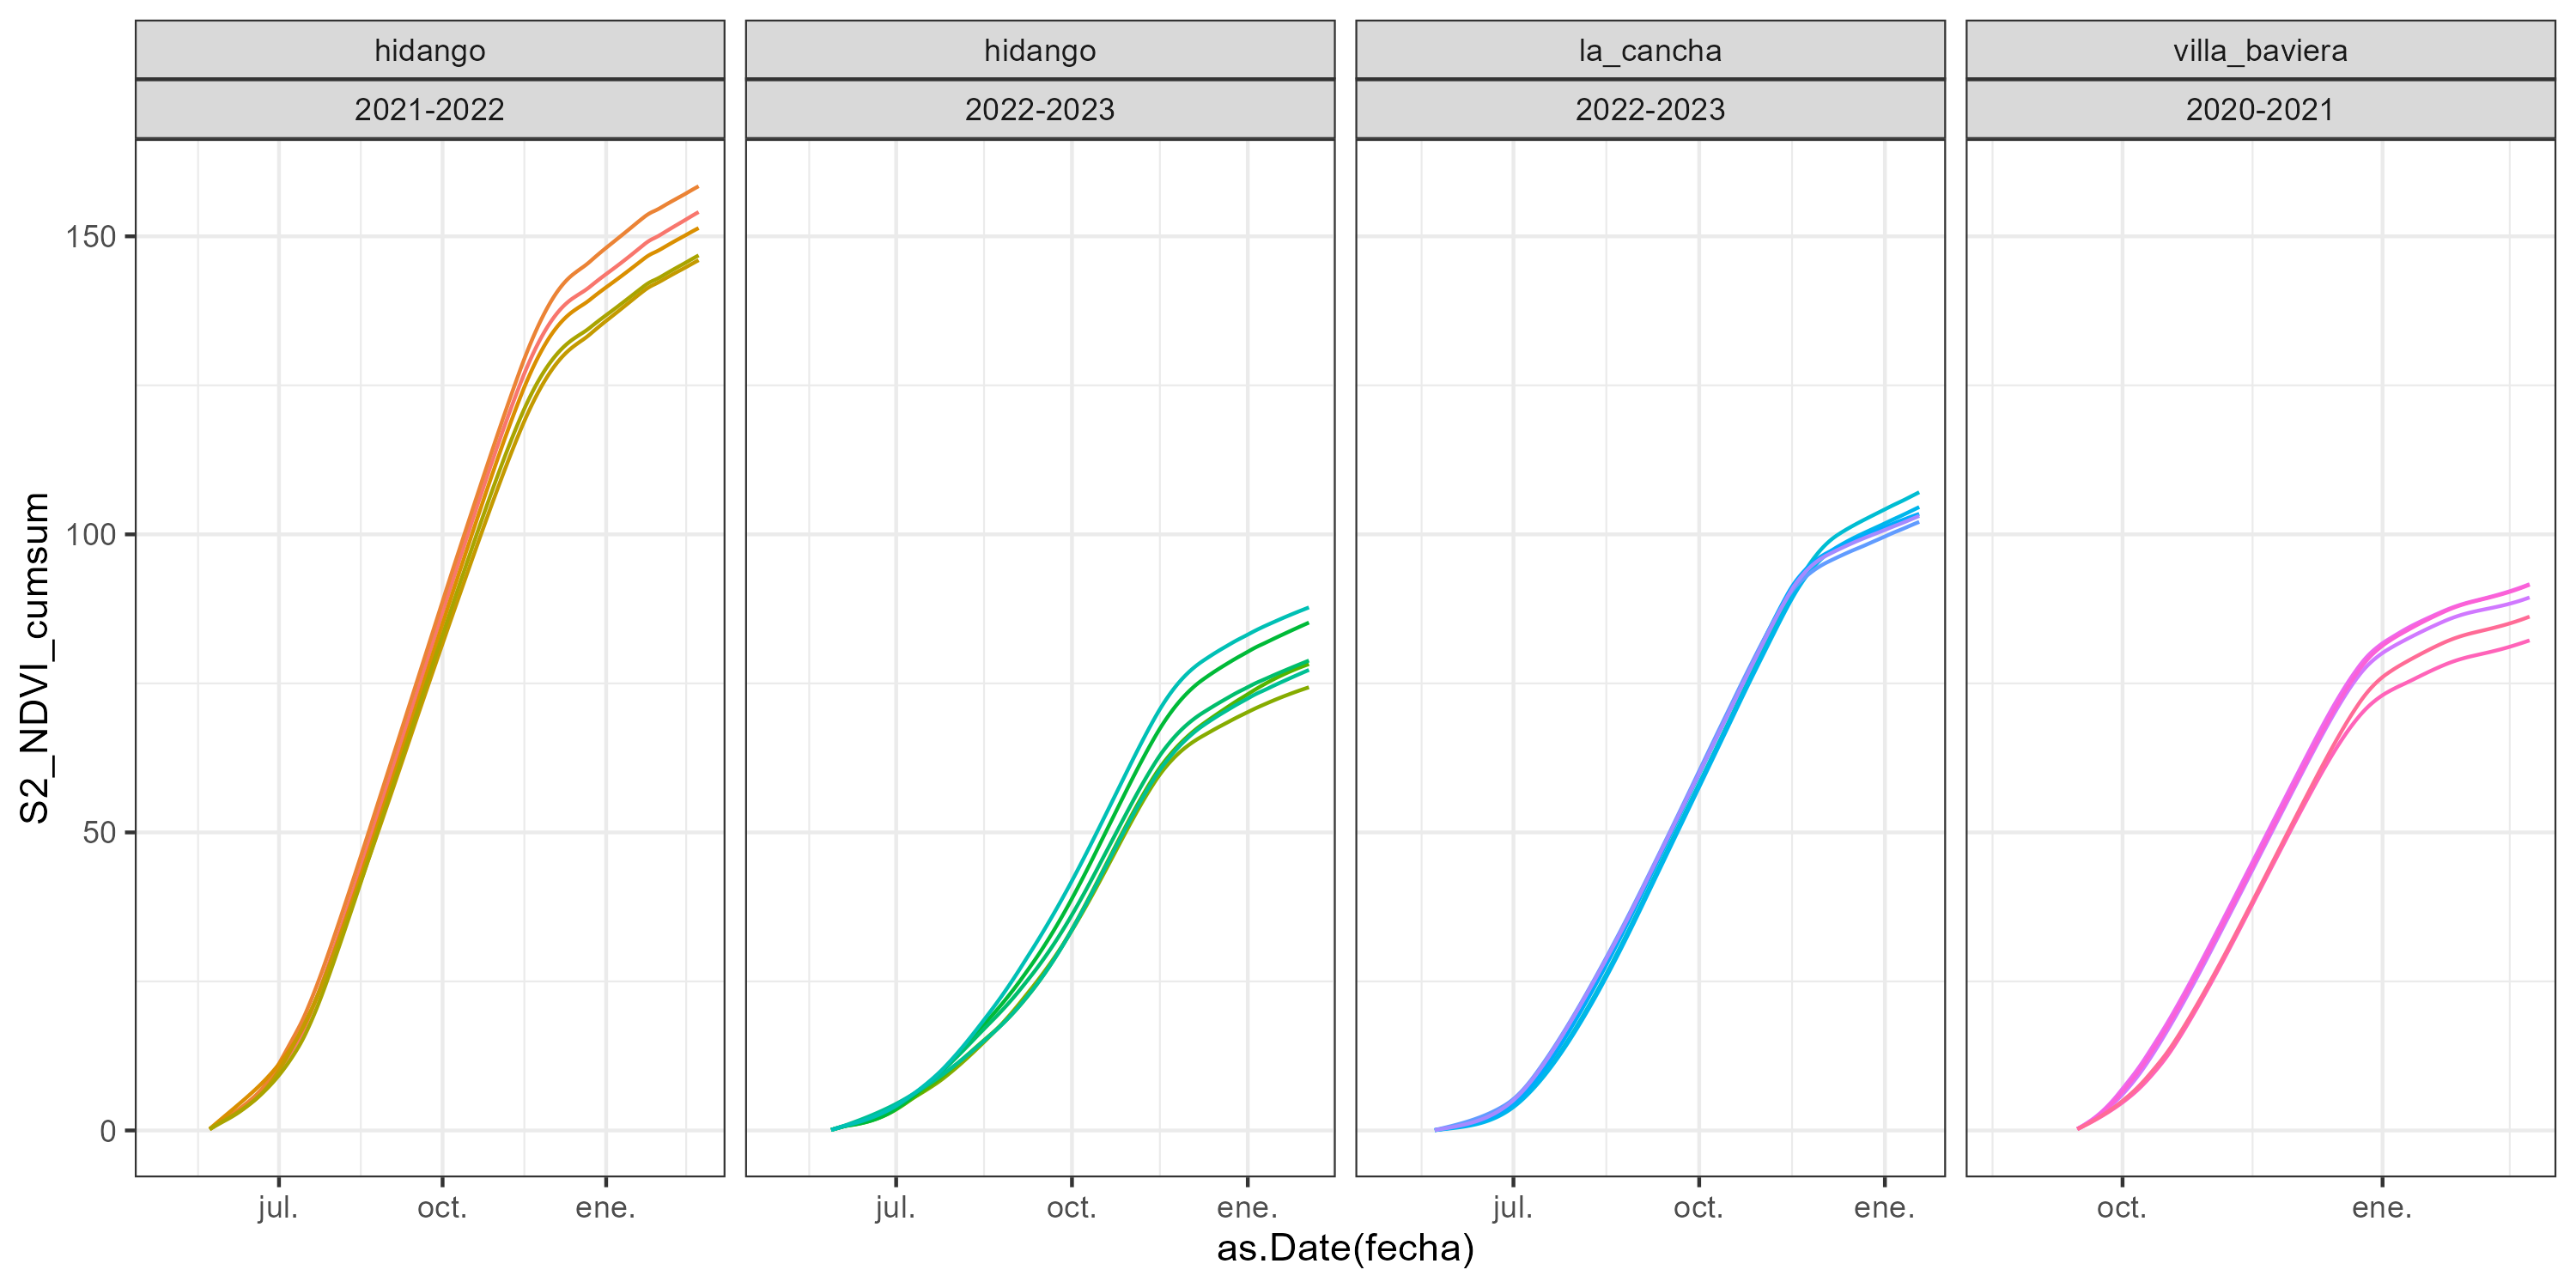 hidango hidango la_cancha villa_baviera
2021-2022 2022-2023 2022-2023 2020-2021
S2_NDVI_cumsum
150
100
50
0
jul. oct. ene. jul. oct. ene. jul. oct. ene. oct. ene.
as.Date(fecha)